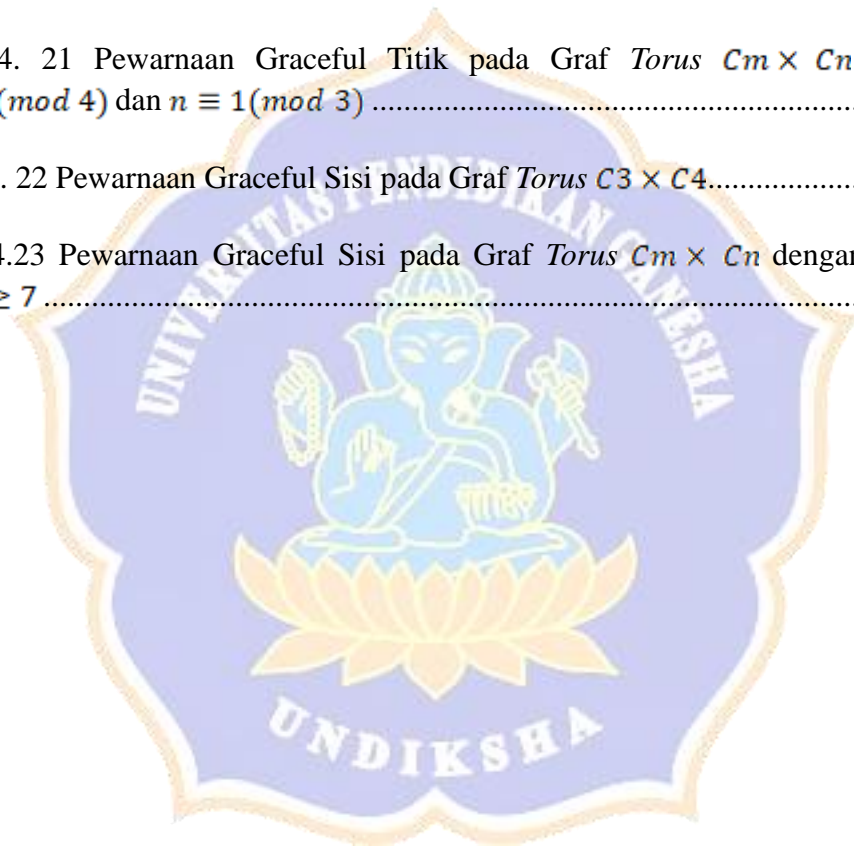 4. 21 Pewarnaan Graceful Titik pada Graf Torus Cm × Cn
(mod 4) dan n ≡ 1(mod 3) ........................................................................
. 22 Pewarnaan Graceful Sisi pada Graf Torus C3 × C4......................
4.23 Pewarnaan Graceful Sisi pada Graf Torus Cm × Cn dengan
≥ 7 ........................................................................................................
UNIVERSITAS PENDIDIKAN GANESHA
UNDIKSHA